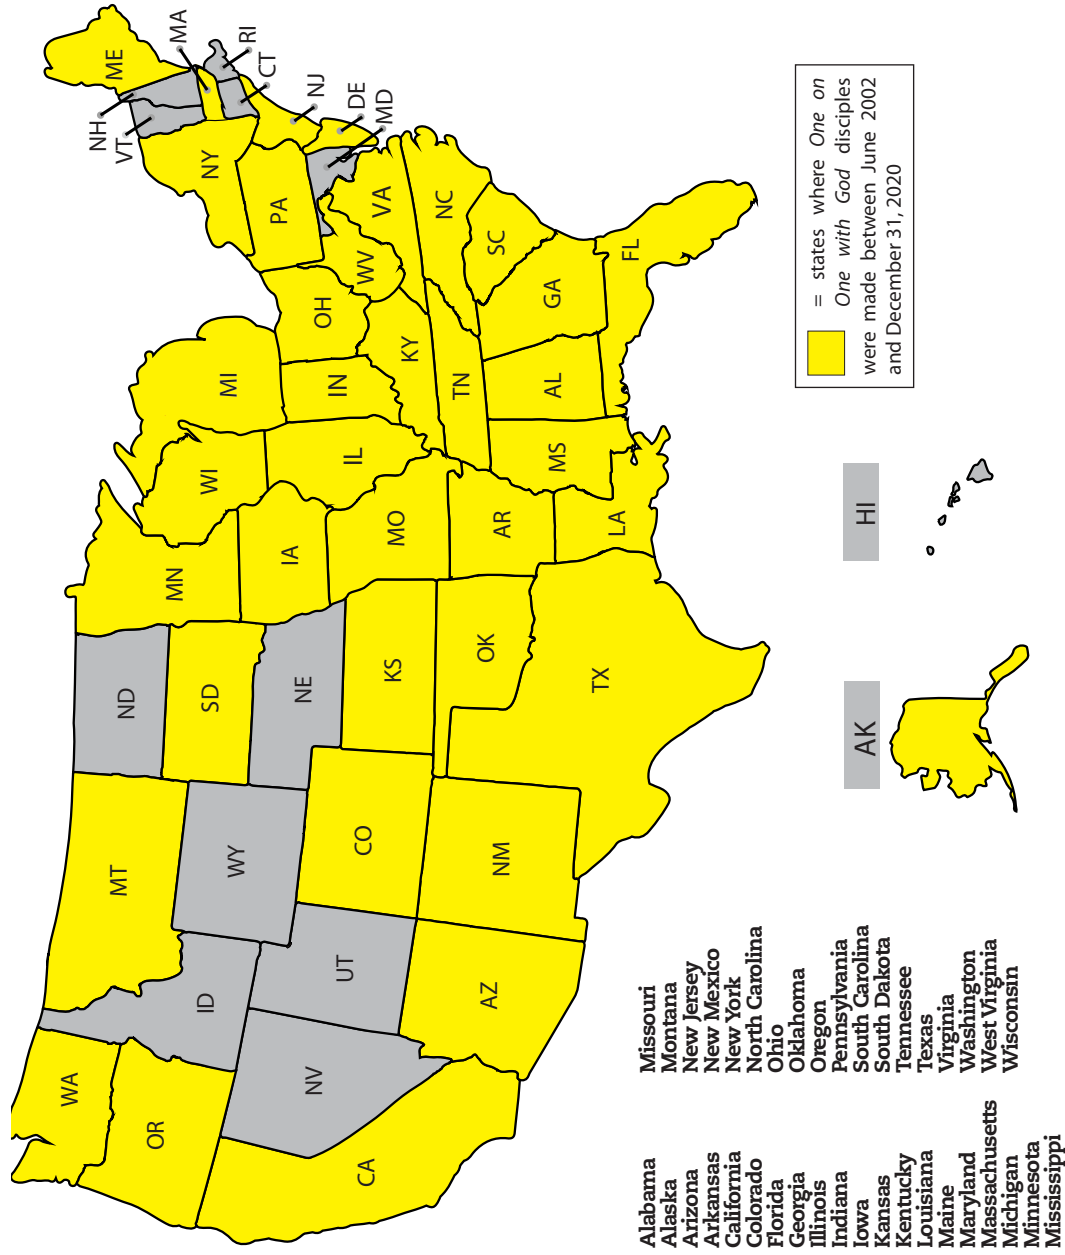 WA
OR
CA
NV
ID
MT
WY
UT
AZ
CO
NM
ND
SD
NE
KS
OK
TX
MN
IA
MO
AR
LA
WI
IL
MS
MI
IN
KY
TN
AL
OH
WV
GA
FL
SC
NC
VA
PA
NY
VT
NH
ME
MA
RI
CT
NJ
DE
MD
AK
HI
= states where One on
One with God disciples
were made between June 2002
and December 31, 2020
Alabama
Alaska
Arizona
Arkansas
California
Colorado
Florida
Georgia
Illinois
Indiana
Iowa
Kansas
Kentucky
Louisiana
Maine
Maryland
Massachusetts
Michigan
Minnesota
Mississippi
Missouri
Montana
New Jersey
New Mexico
New York
North Carolina
Ohio
Oklahoma
Oregon
Pennsylvania
South Carolina
South Dakota
Tennessee
Texas
Virginia
Washington
West Virginia
Wisconsin